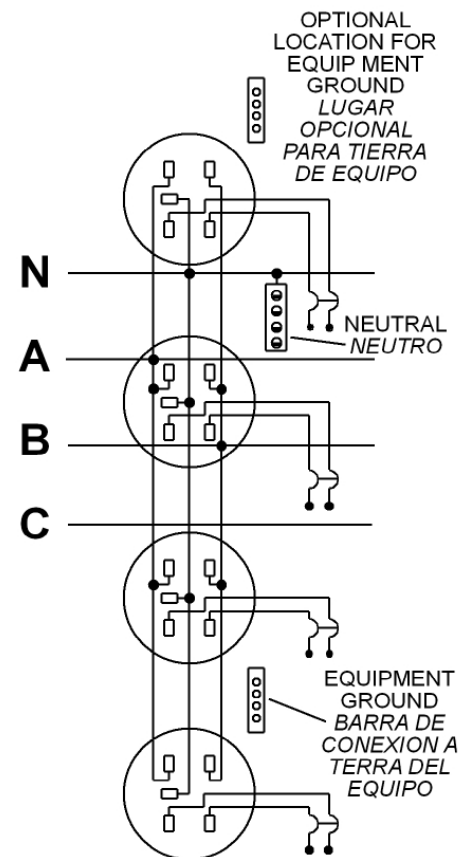 OPTIONAL
LOCATION FOR
EQUIP MENT
GROUND
LUGAR
OPCIONAL
PARA TIERRA
DE EQUIPO
N
NEUTRAL
NEUTRO
A
B
C
EQUIPMENT
GROUND
BARRA DE
CONEXION A
TERRA DEL
EQUIPO